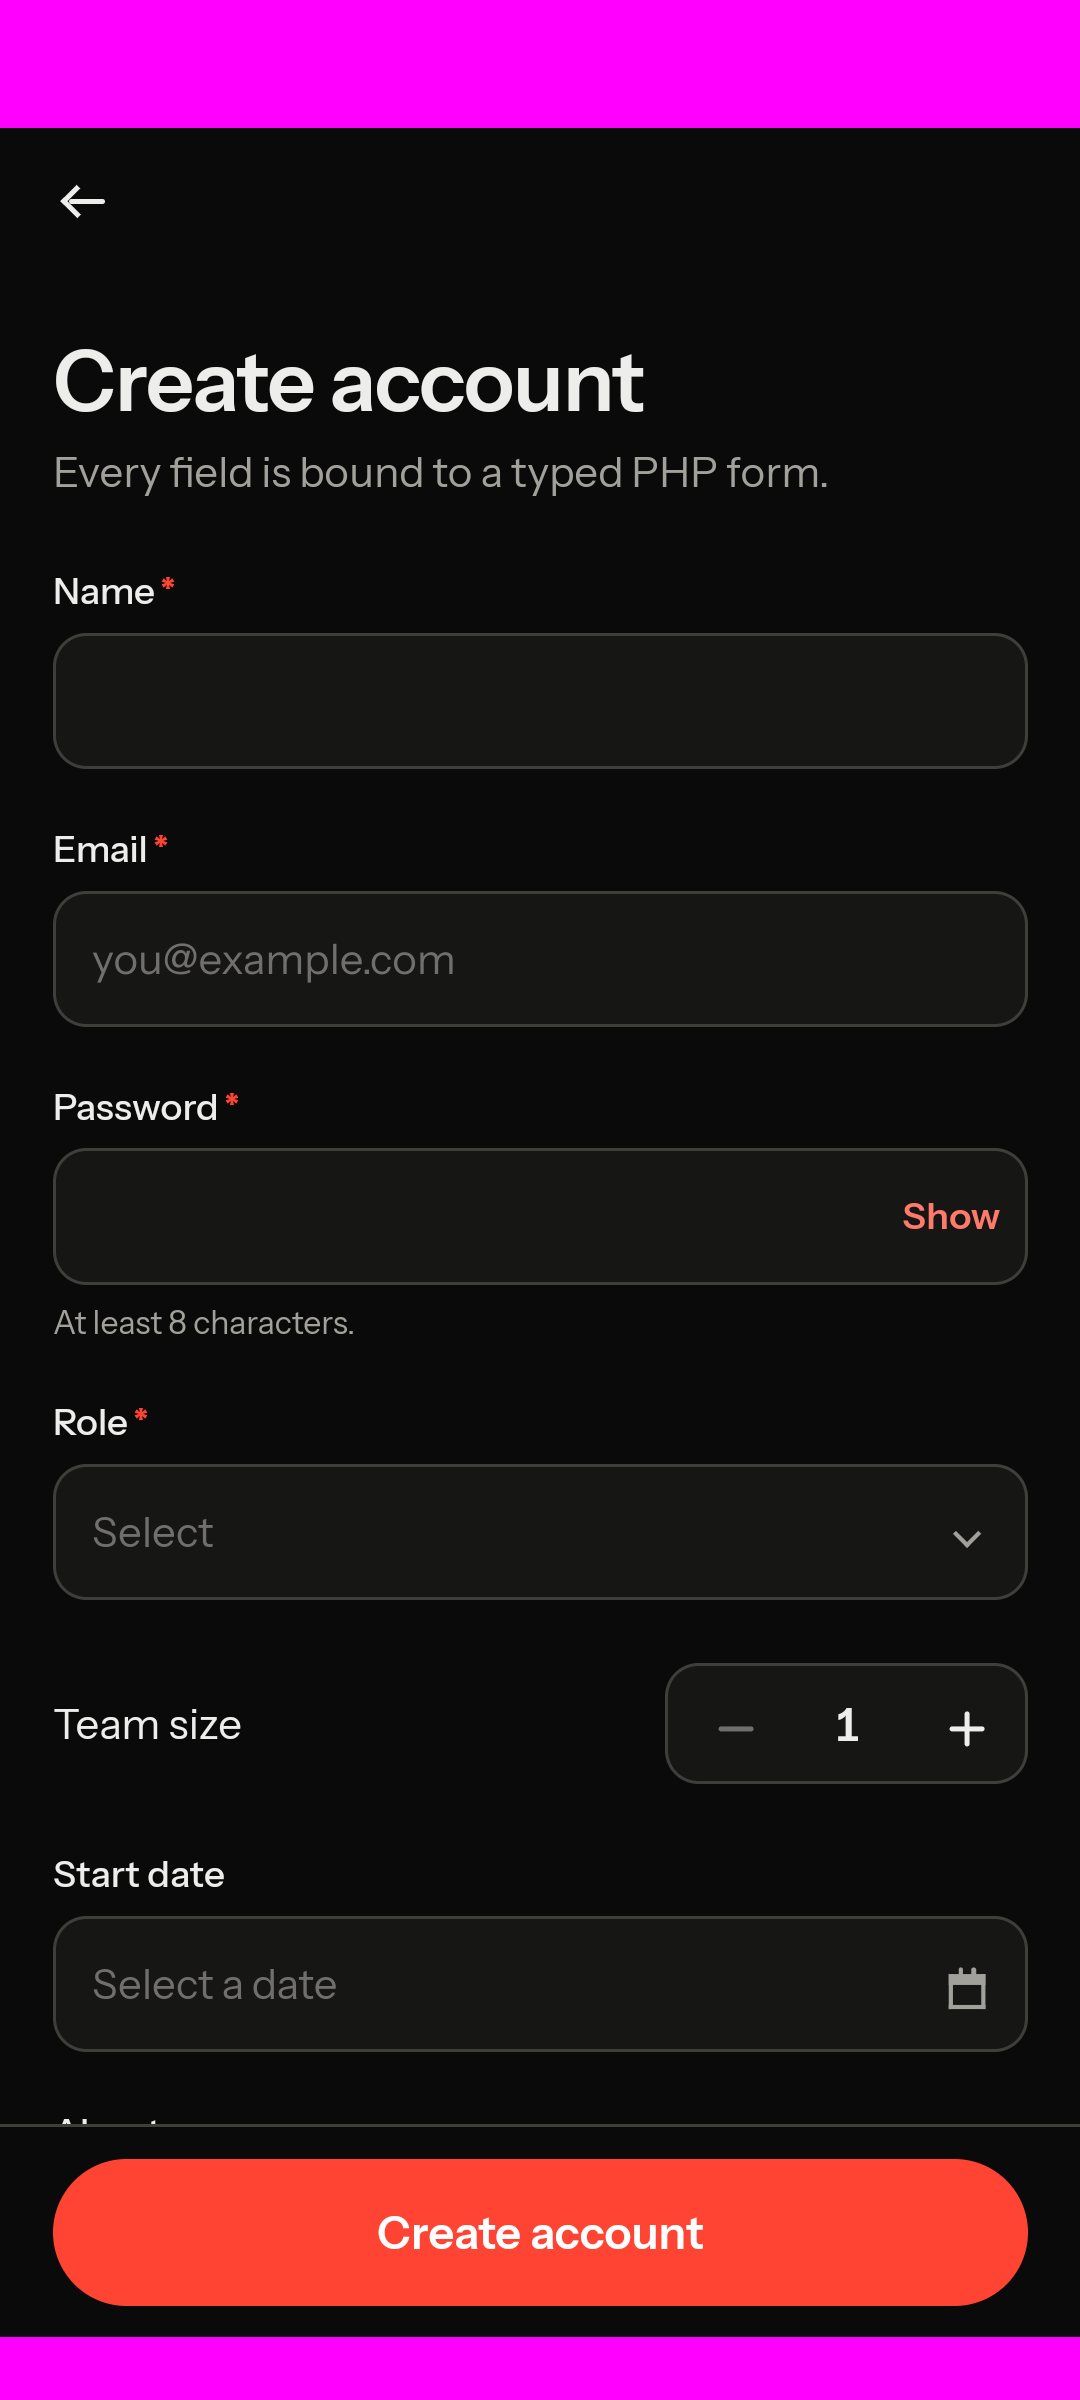 Create account
Every field is bound to a typed PHP form.
Name *
Email *
you@example.com
Password *
Show
At least 8 characters.
Role *
Select
Team size
1
Start date
Select a date
Create account